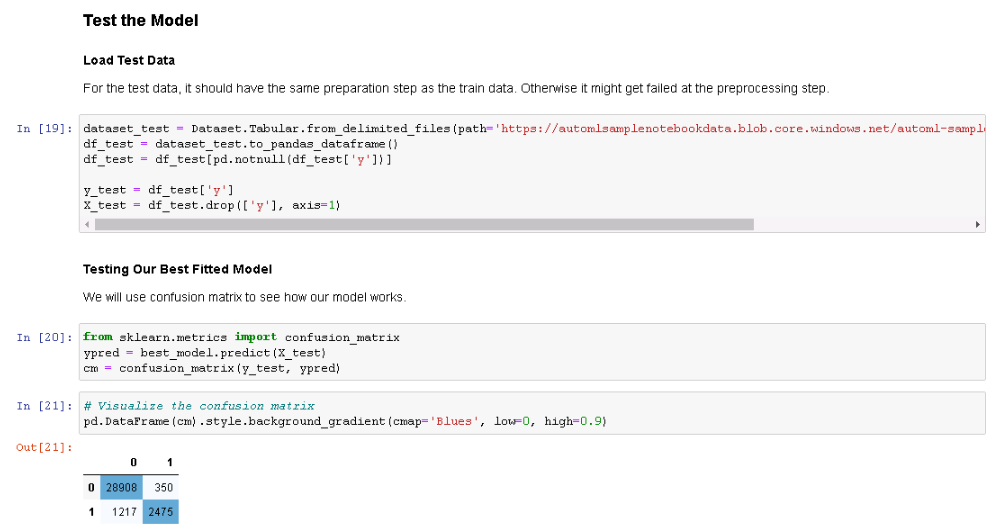 Test the Model
Load Test Data
For the test data, it should have the same preparation step as the train data. Otherwise it might get failed at the preprocessing step.
In [19]: dataset_test = Dataset.Tabular.from_delimited_files(path='https://automlsamplenotebookdata.blob.core.windows.net/automl-sampl
df_test = dataset_test.to_pandas_dataframe()
df_test = df_test[pd.notnull(df_test['y'])]
y_test = df_test['y']
X_test = df_test.drop(['y'], axis=1)
Testing Our Best Fitted Model
We will use confusion matrix to see how our model works.
In [20]: from sklearn.metrics import confusion_matrix
ypred = best_model.predict(X_test)
cm = confusion_matrix(y_test, ypred)
In [21]: # Visualize the confusion matrix
pd.DataFrame(cm).style.background_gradient(cmap='Blues', low=0, high=0.9)
Out[21]:
0 1
0 28908 350
1 1217 2475